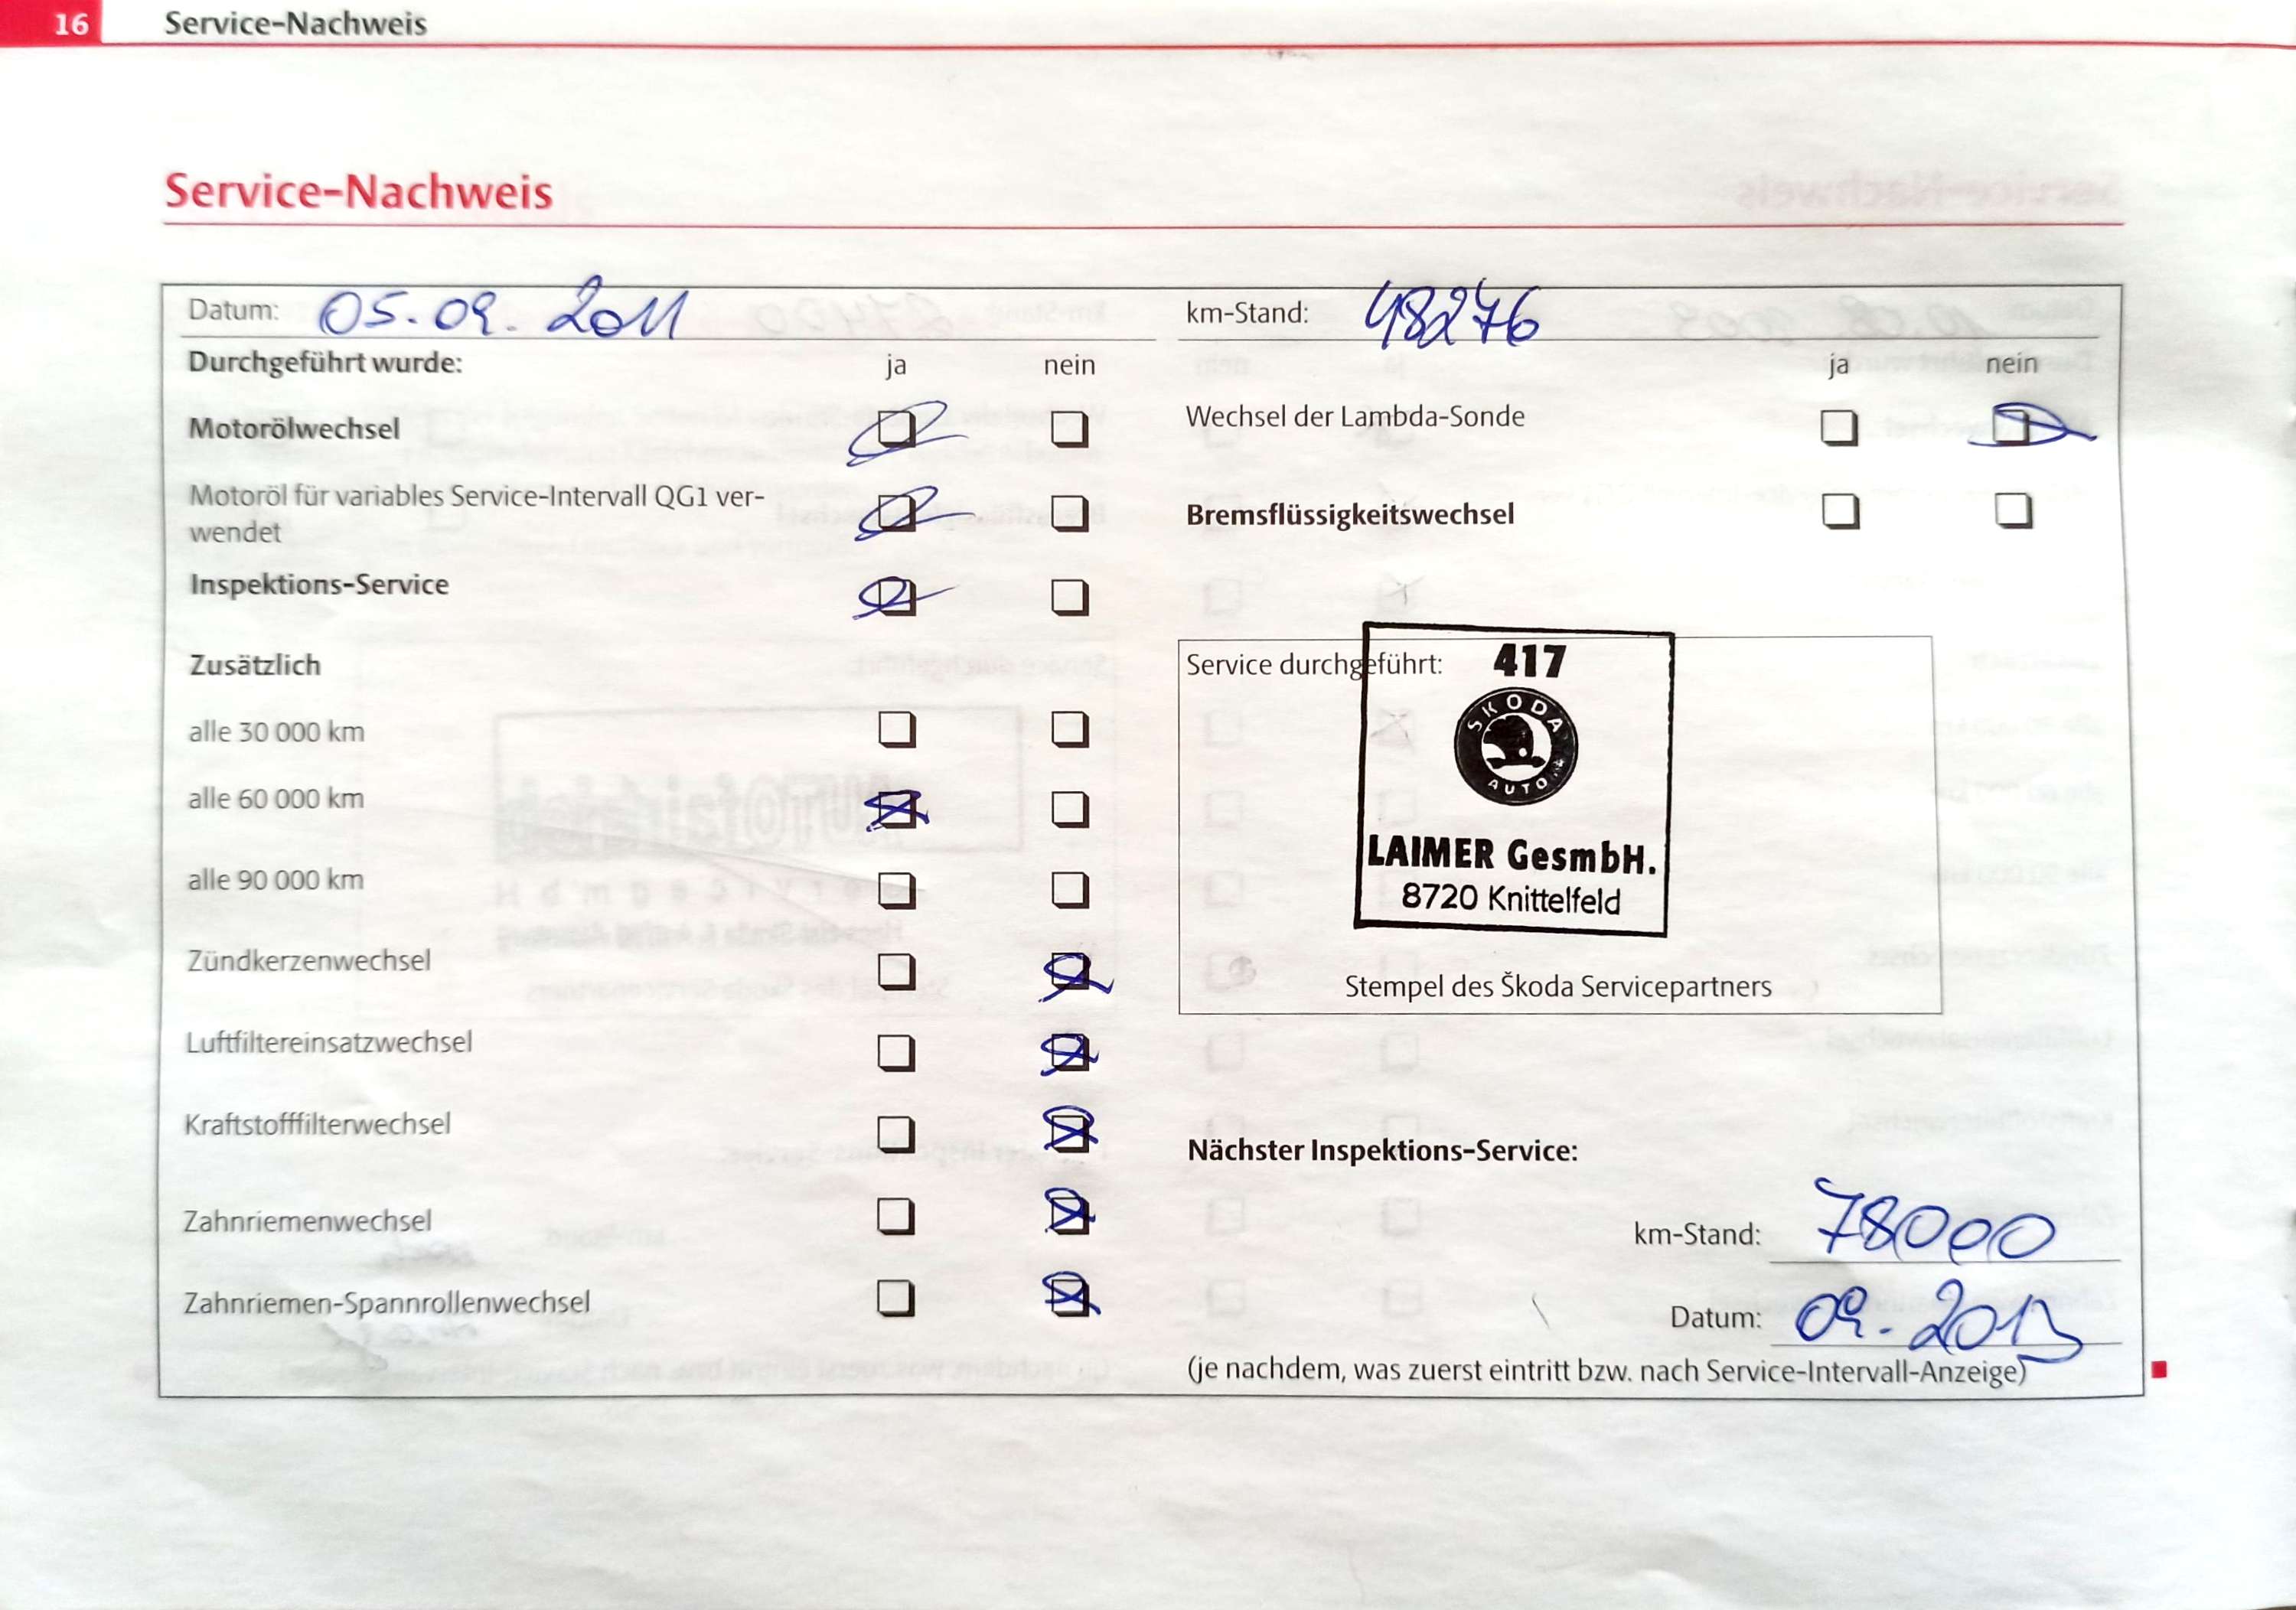 16 Service-Nachweis
Service-Nachweis
Datum: 05.09.2011
km-Stand: 48276
Durchgeführt wurde: ja nein
ja nein
Motorölwechsel
Wechsel der Lambda-Sonde
Motoröl für variables Service-Intervall QG1 ver-
wendet
Bremsflüssigkeitswechsel
Inspektions-Service
Zusätzlich
alle 30 000 km
alle 60 000 km
alle 90 000 km
Zündkerzenwechsel
Luftfiltereinsatzwechsel
Kraftstofffilterwechsel
Zahnriemenwechsel
Zahnriemen-Spannrollenwechsel
Service durchgeführt:
417
SKODA
AUTO
LAIMER GesmbH.
8720 Knittelfeld
Stempel des Škoda Servicepartners
Nächster Inspektions-Service:
km-Stand: 78000
Datum: 09.2013
(je nachdem, was zuerst eintritt bzw. nach Service-Intervall-Anzeige)